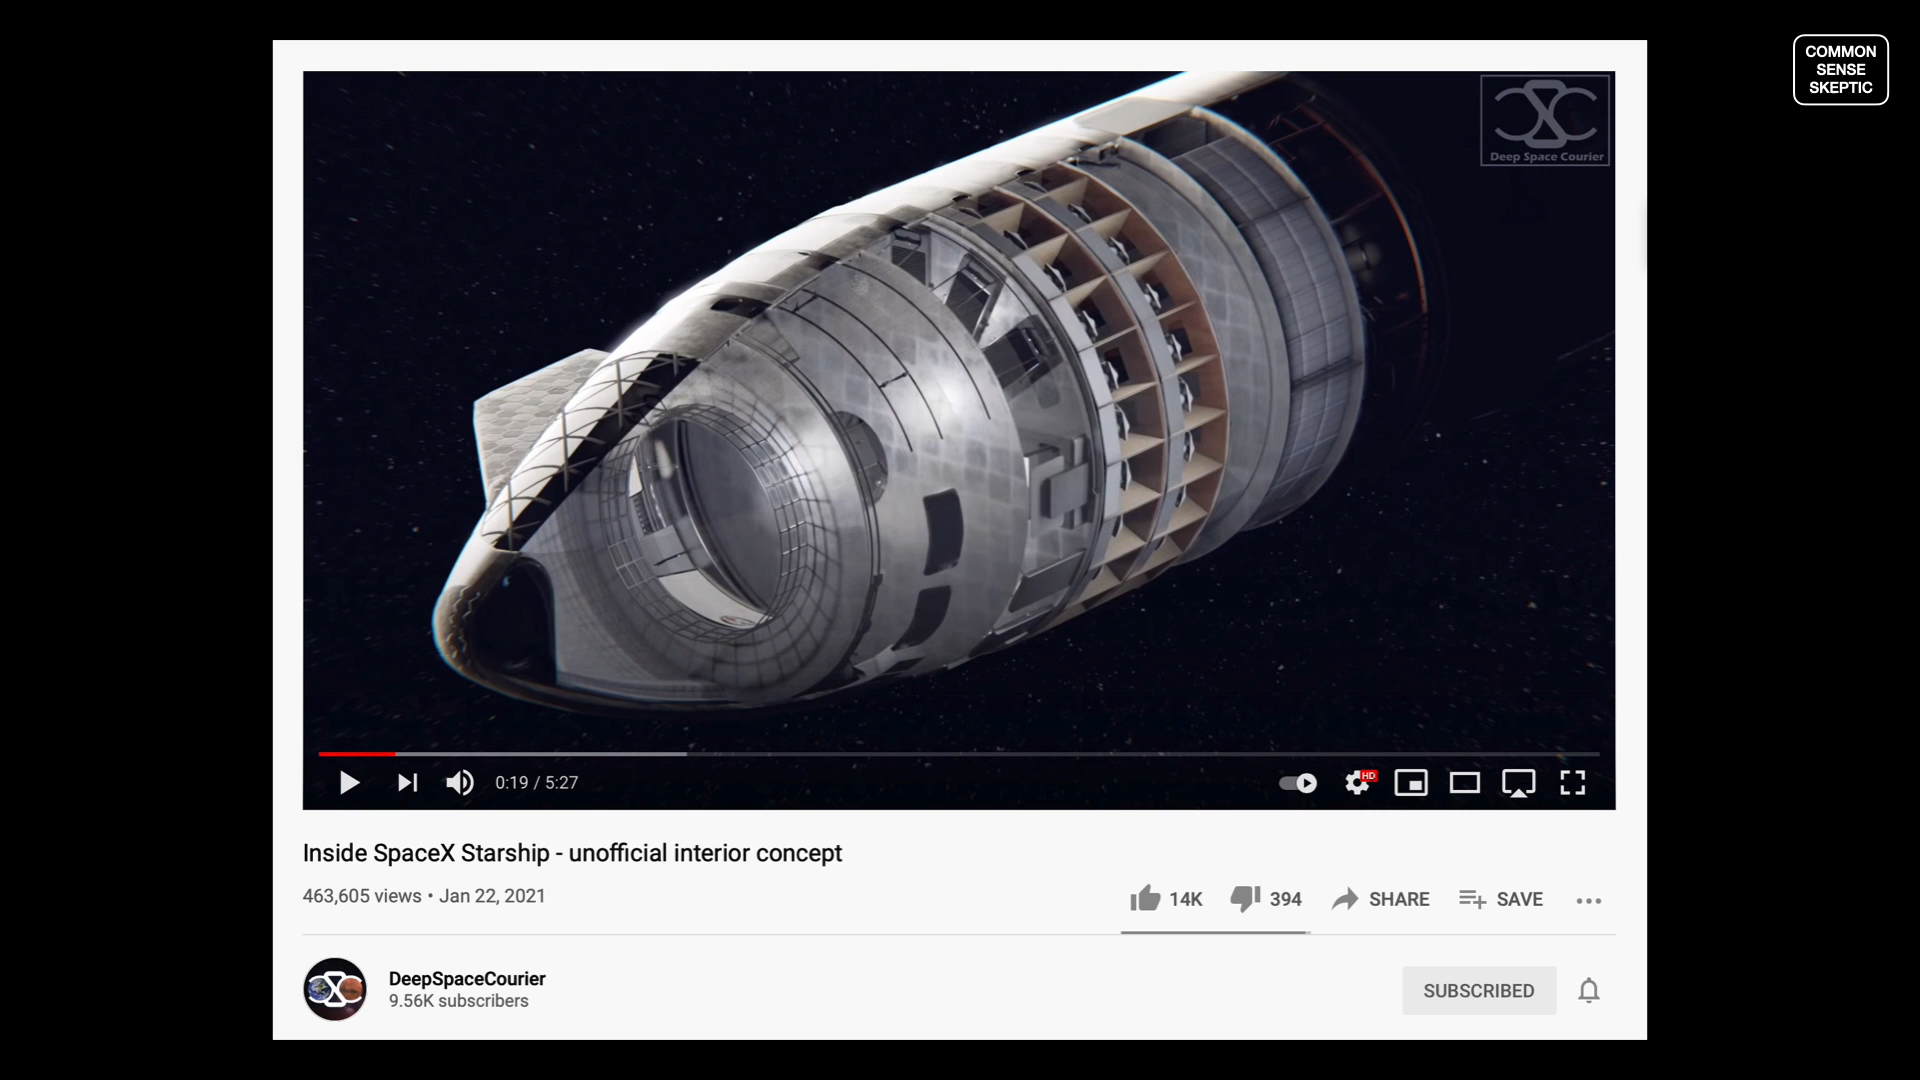 COMMON
SENSE
SKEPTIC
Deep Space Courier
0:19 / 5:27
HD
Inside SpaceX Starship - unofficial interior concept
463,605 views • Jan 22, 2021
14K
394
SHARE
SAVE
DeepSpaceCourier
9.56K subscribers
SUBSCRIBED